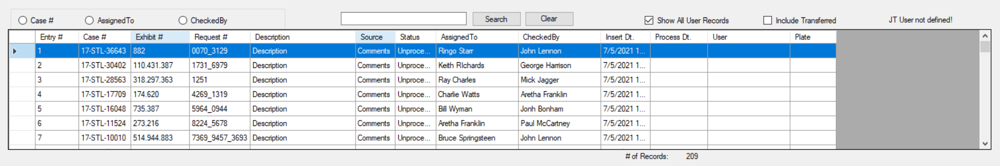 Case # AssignedTo CheckedBy Search Clear Show All User Records Include Transferred JT User not defined!
Entry # Case # Exhibit # Request # Description Source Status AssignedTo CheckedBy Insert Dt. Process Dt. User Plate
1 17-STL-36643 882 0070_3129 Description Comments Unproce... Ringo Starr John Lennon 7/5/2021 1...
2 17-STL-30402 110.431.387 1731_6979 Description Comments Unproce... Keith RIchards George Harrison 7/5/2021 1...
3 17-STL-28563 318.297.363 1251 Description Comments Unproce... Ray Charles Mick Jagger 7/5/2021 1...
4 17-STL-17709 174.620 4269_1319 Description Comments Unproce... Charlie Watts Aretha Franklin 7/5/2021 1...
5 17-STL-16048 735.387 5964_0944 Description Comments Unproce... Bill Wyman Jonh Bonham 7/5/2021 1...
6 17-STL-11524 273.216 8224_5678 Description Comments Unproce... Aretha Franklin Paul McCartney 7/5/2021 1...
7 17-STL-10010 514.944.883 7369_9457_3693 Description Comments Unproce... Bruce Springsteen John Lennon 7/5/2021 1...
# of Records: 209